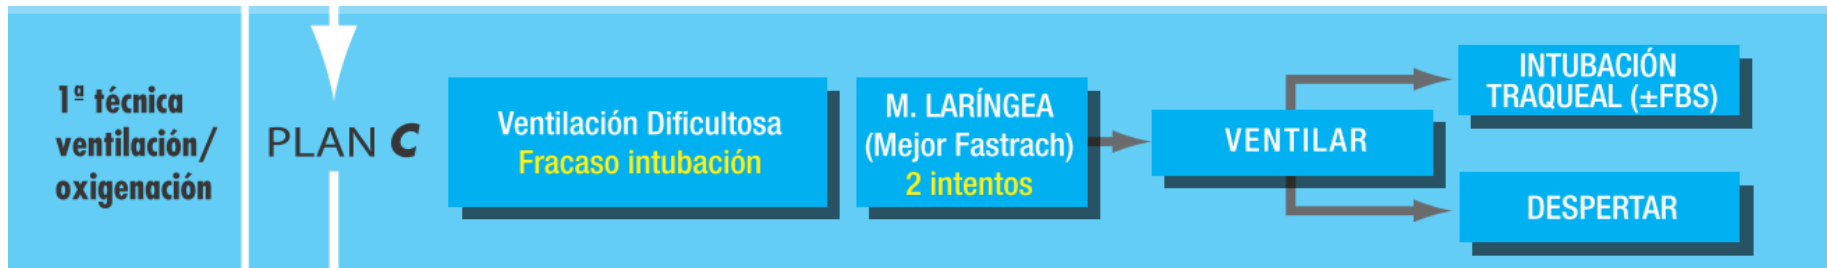 1ª técnica
ventilación/
oxigenación
PLAN C
Ventilación Dificultosa
Fracaso intubación
M. LARÍNGEA
(Mejor Fastrach)
2 intentos
VENTILAR
INTUBACIÓN
TRAQUEAL (±FBS)
DESPERTAR